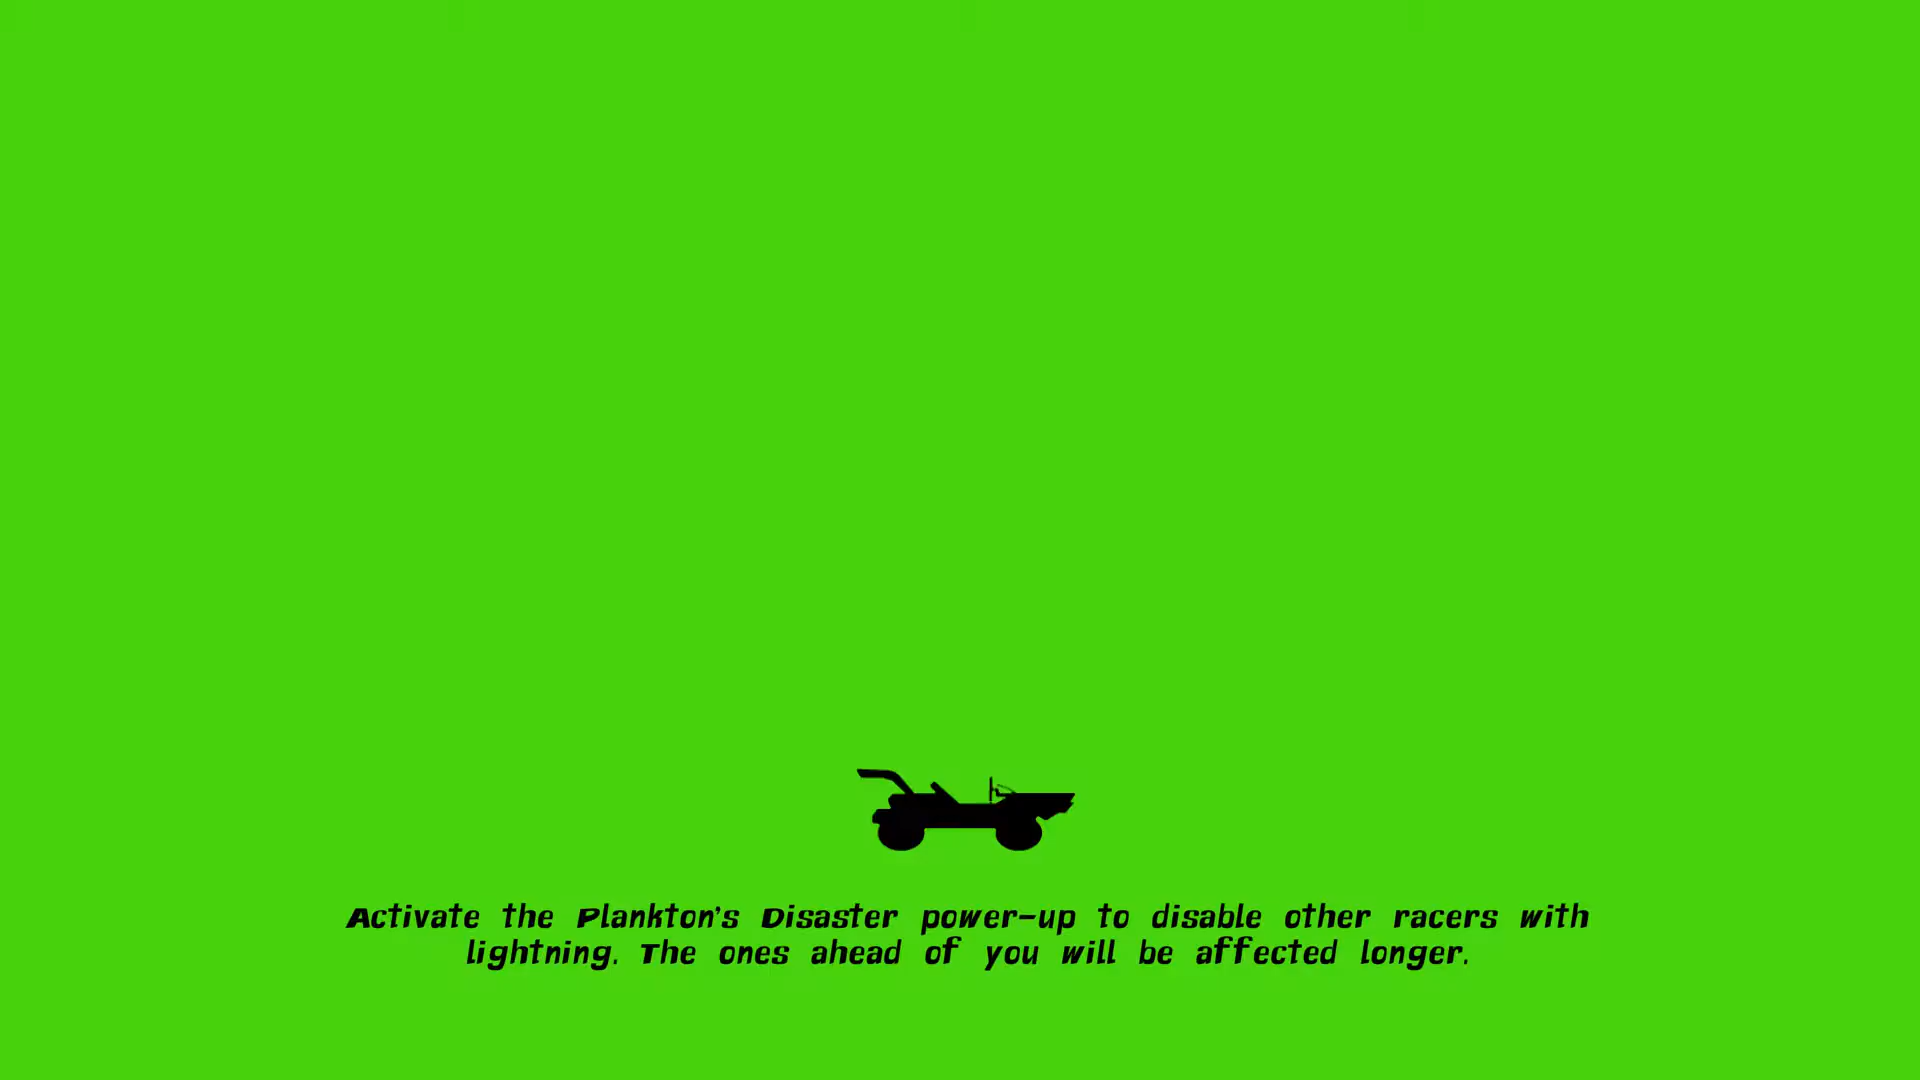 Activate the Plankton's Disaster power-up to disable other racers with
lightning. The ones ahead of you will be affected longer.